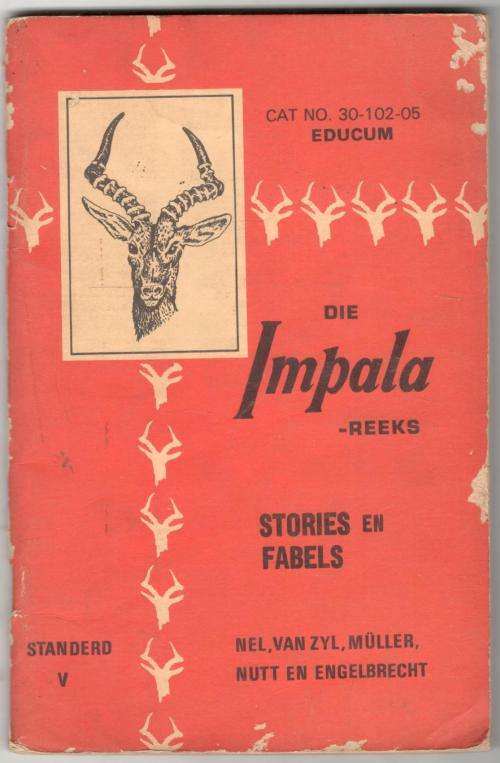 CAT NO. 30-102-05
EDUCUM
DIE
Impala
-REEKS
STORIES EN
FABELS
STANDERD
V
NEL, VAN ZYL, MÜLLER,
NUTT EN ENGELBRECHT